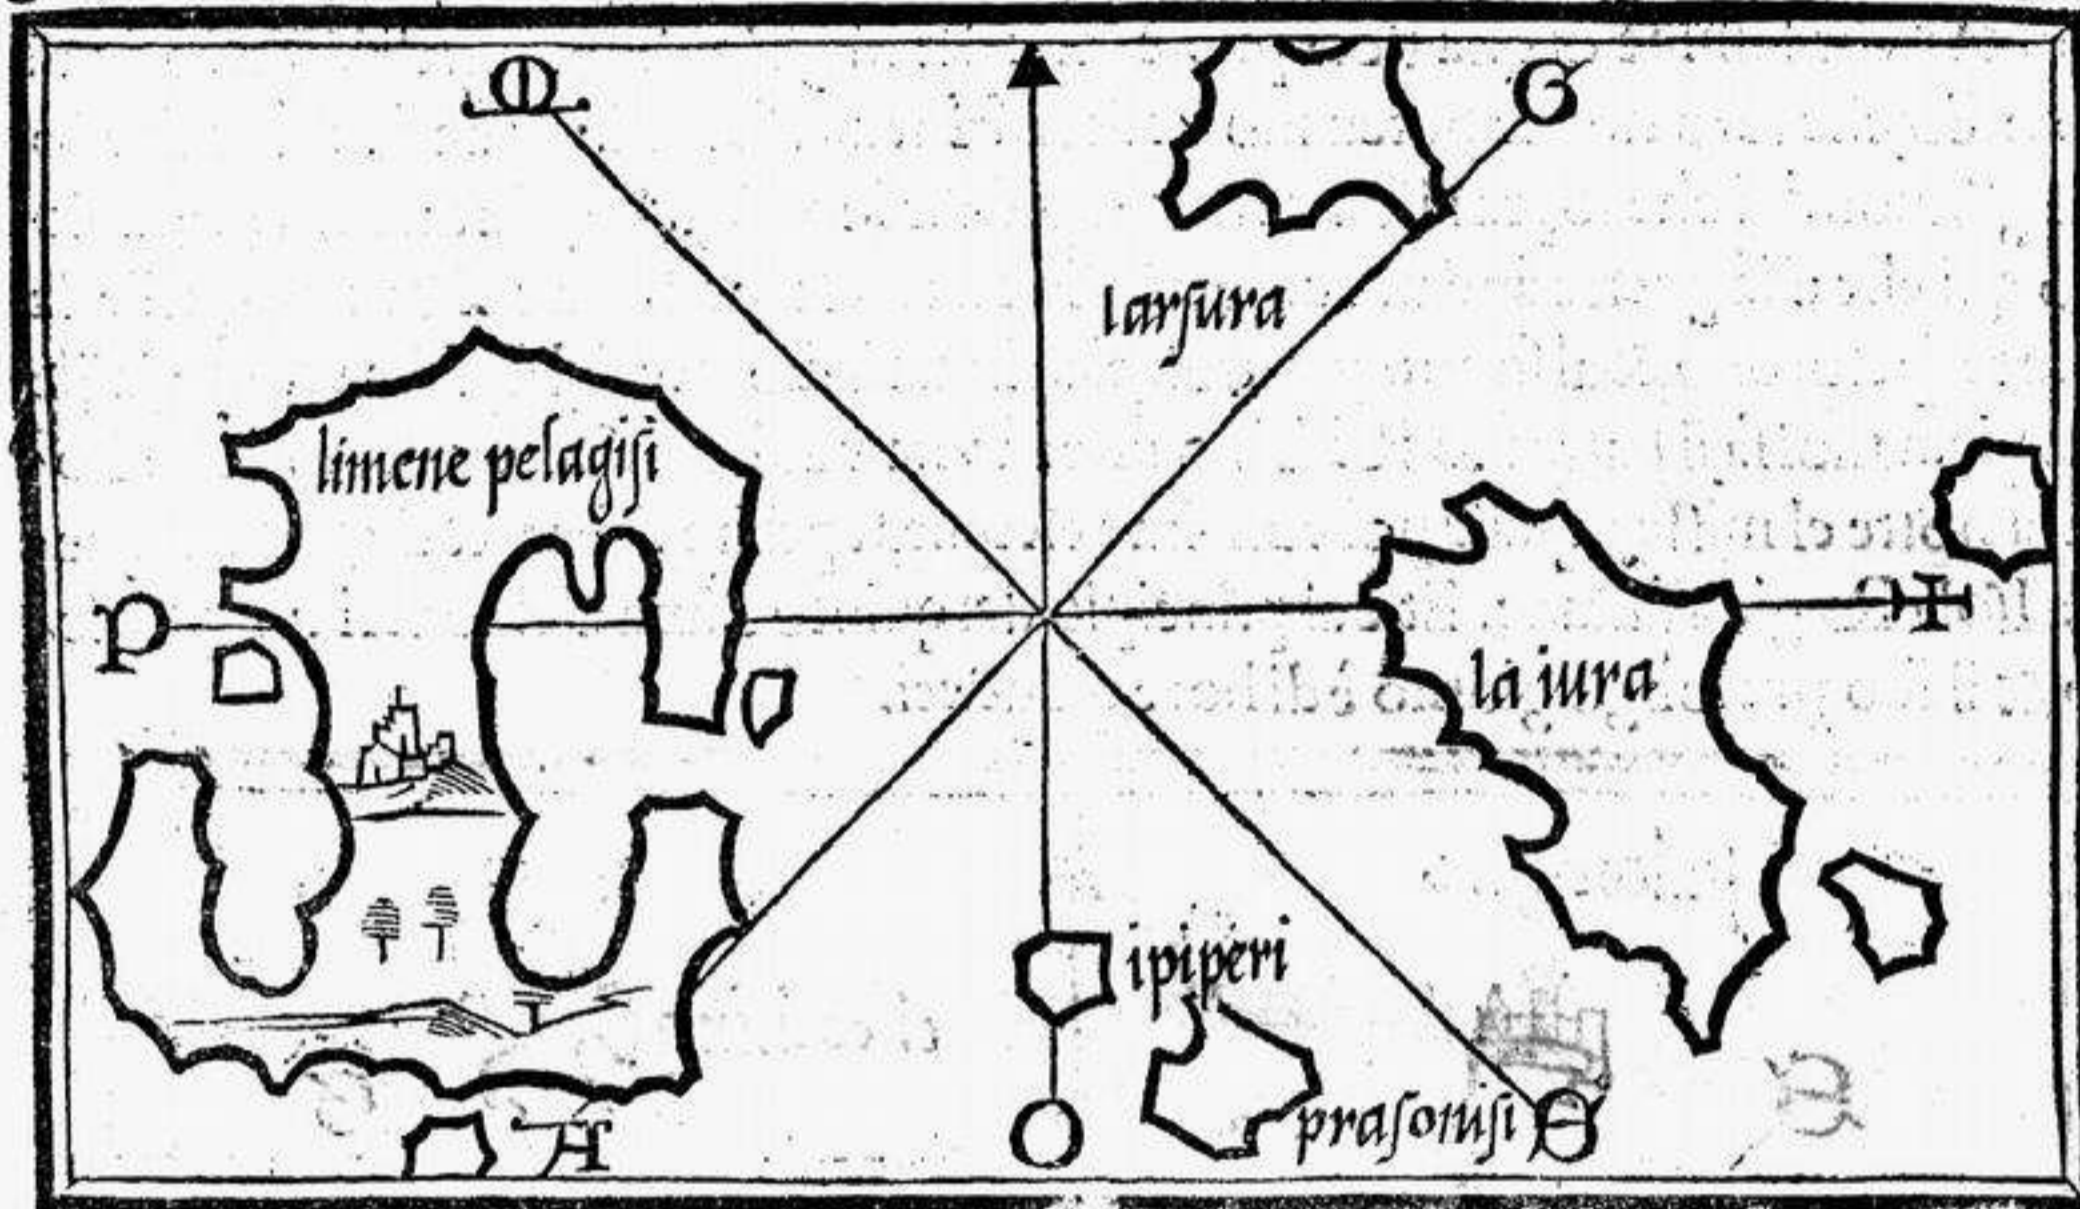 M
G
larſura
limene pelagiſi
P
la iura
ipiperi
O
praſoniſi
A